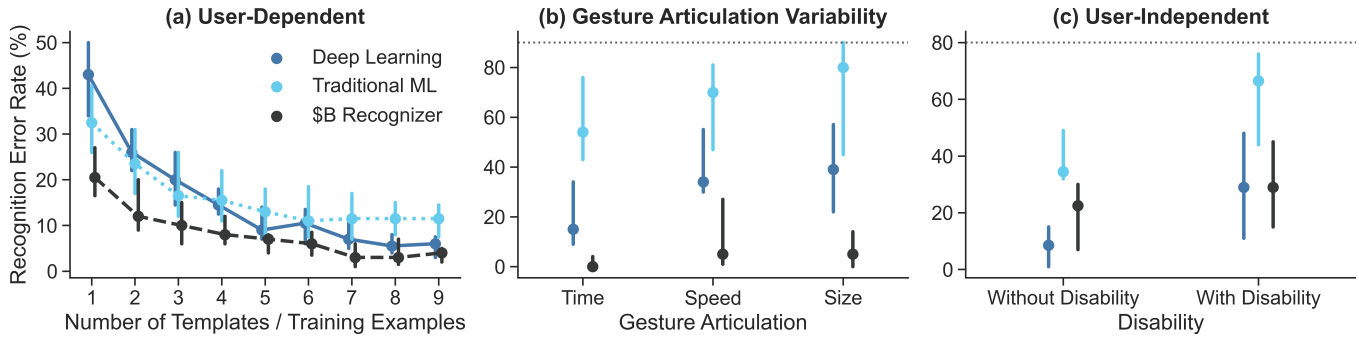 (a) User-Dependent
Recognition Error Rate (%)
50
40
30
20
10
0
Deep Learning
Traditional ML
$B Recognizer
1 2 3 4 5 6 7 8 9
Number of Templates / Training Examples
(b) Gesture Articulation Variability
80
60
40
20
0
Time Speed Size
Gesture Articulation
(c) User-Independent
80
60
40
20
0
Without Disability With Disability
Disability